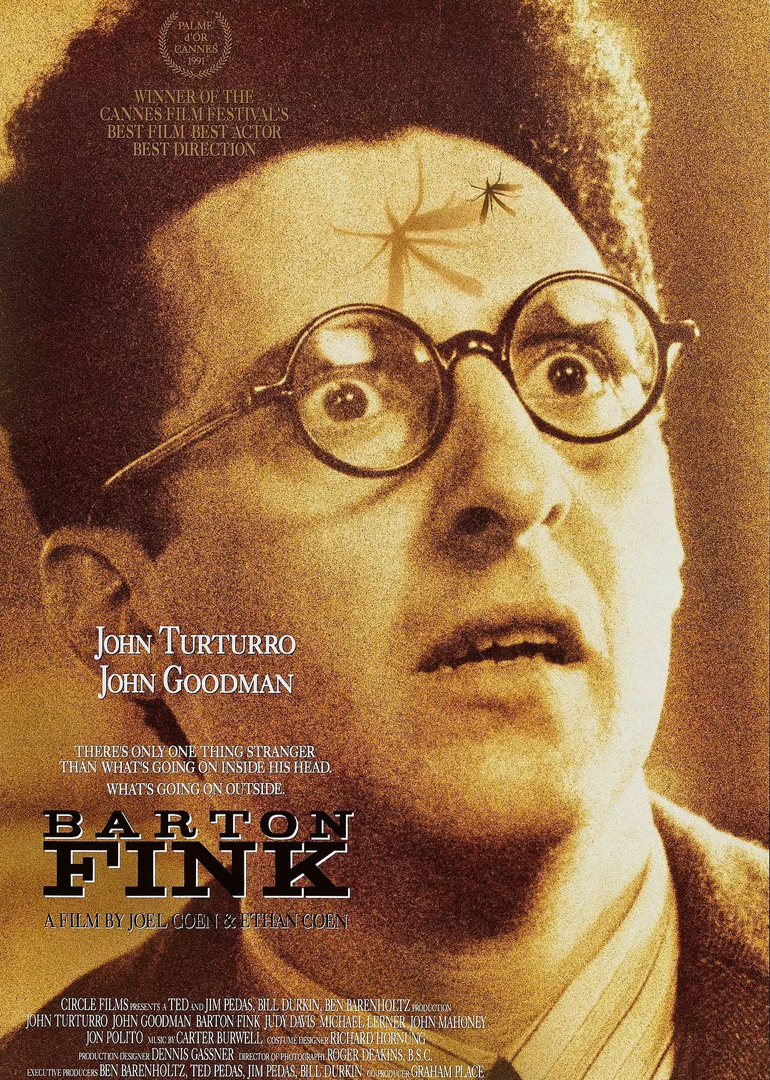 PALME
d'OR
CANNES
1991
WINNER OF THE
CANNES FILM FESTIVAL'S
BEST FILM BEST ACTOR
BEST DIRECTION
JOHN TURTURRO
JOHN GOODMAN
THERE'S ONLY ONE THING STRANGER
THAN WHAT'S GOING ON INSIDE HIS HEAD.
WHAT'S GOING ON OUTSIDE.
BARTON
FINK
A FILM BY JOEL COEN & ETHAN COEN
CIRCLE FILMS PRESENTS A TED AND JIM PEDAS, BILL DURKIN, BEN BARENHOLTZ PRODUCTION
JOHN TURTURRO JOHN GOODMAN BARTON FINK JUDY DAVIS MICHAEL LERNER JOHN MAHONEY
JON POLITO MUSIC BY CARTER BURWELL COSTUME DESIGNER RICHARD HORNUNG
PRODUCTION DESIGNER DENNIS GASSNER DIRECTOR OF PHOTOGRAPHY ROGER DEAKINS, B.S.C.
EXECUTIVE PRODUCERS BEN BARENHOLTZ, TED PEDAS, JIM PEDAS, BILL DURKIN CO-PRODUCER GRAHAM PLACE